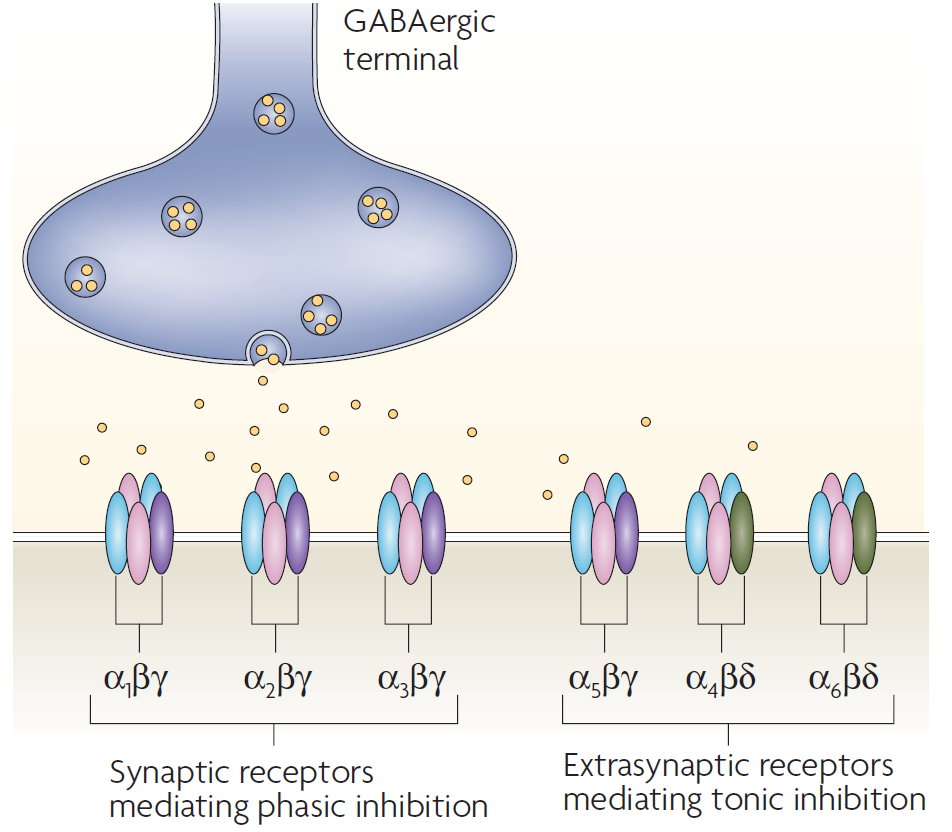 GABAergic
terminal
α₁βγ
α₂βγ
α₃βγ
α₅βγ
α₄βδ
α₆βδ
Synaptic receptors
mediating phasic inhibition
Extrasynaptic receptors
mediating tonic inhibition